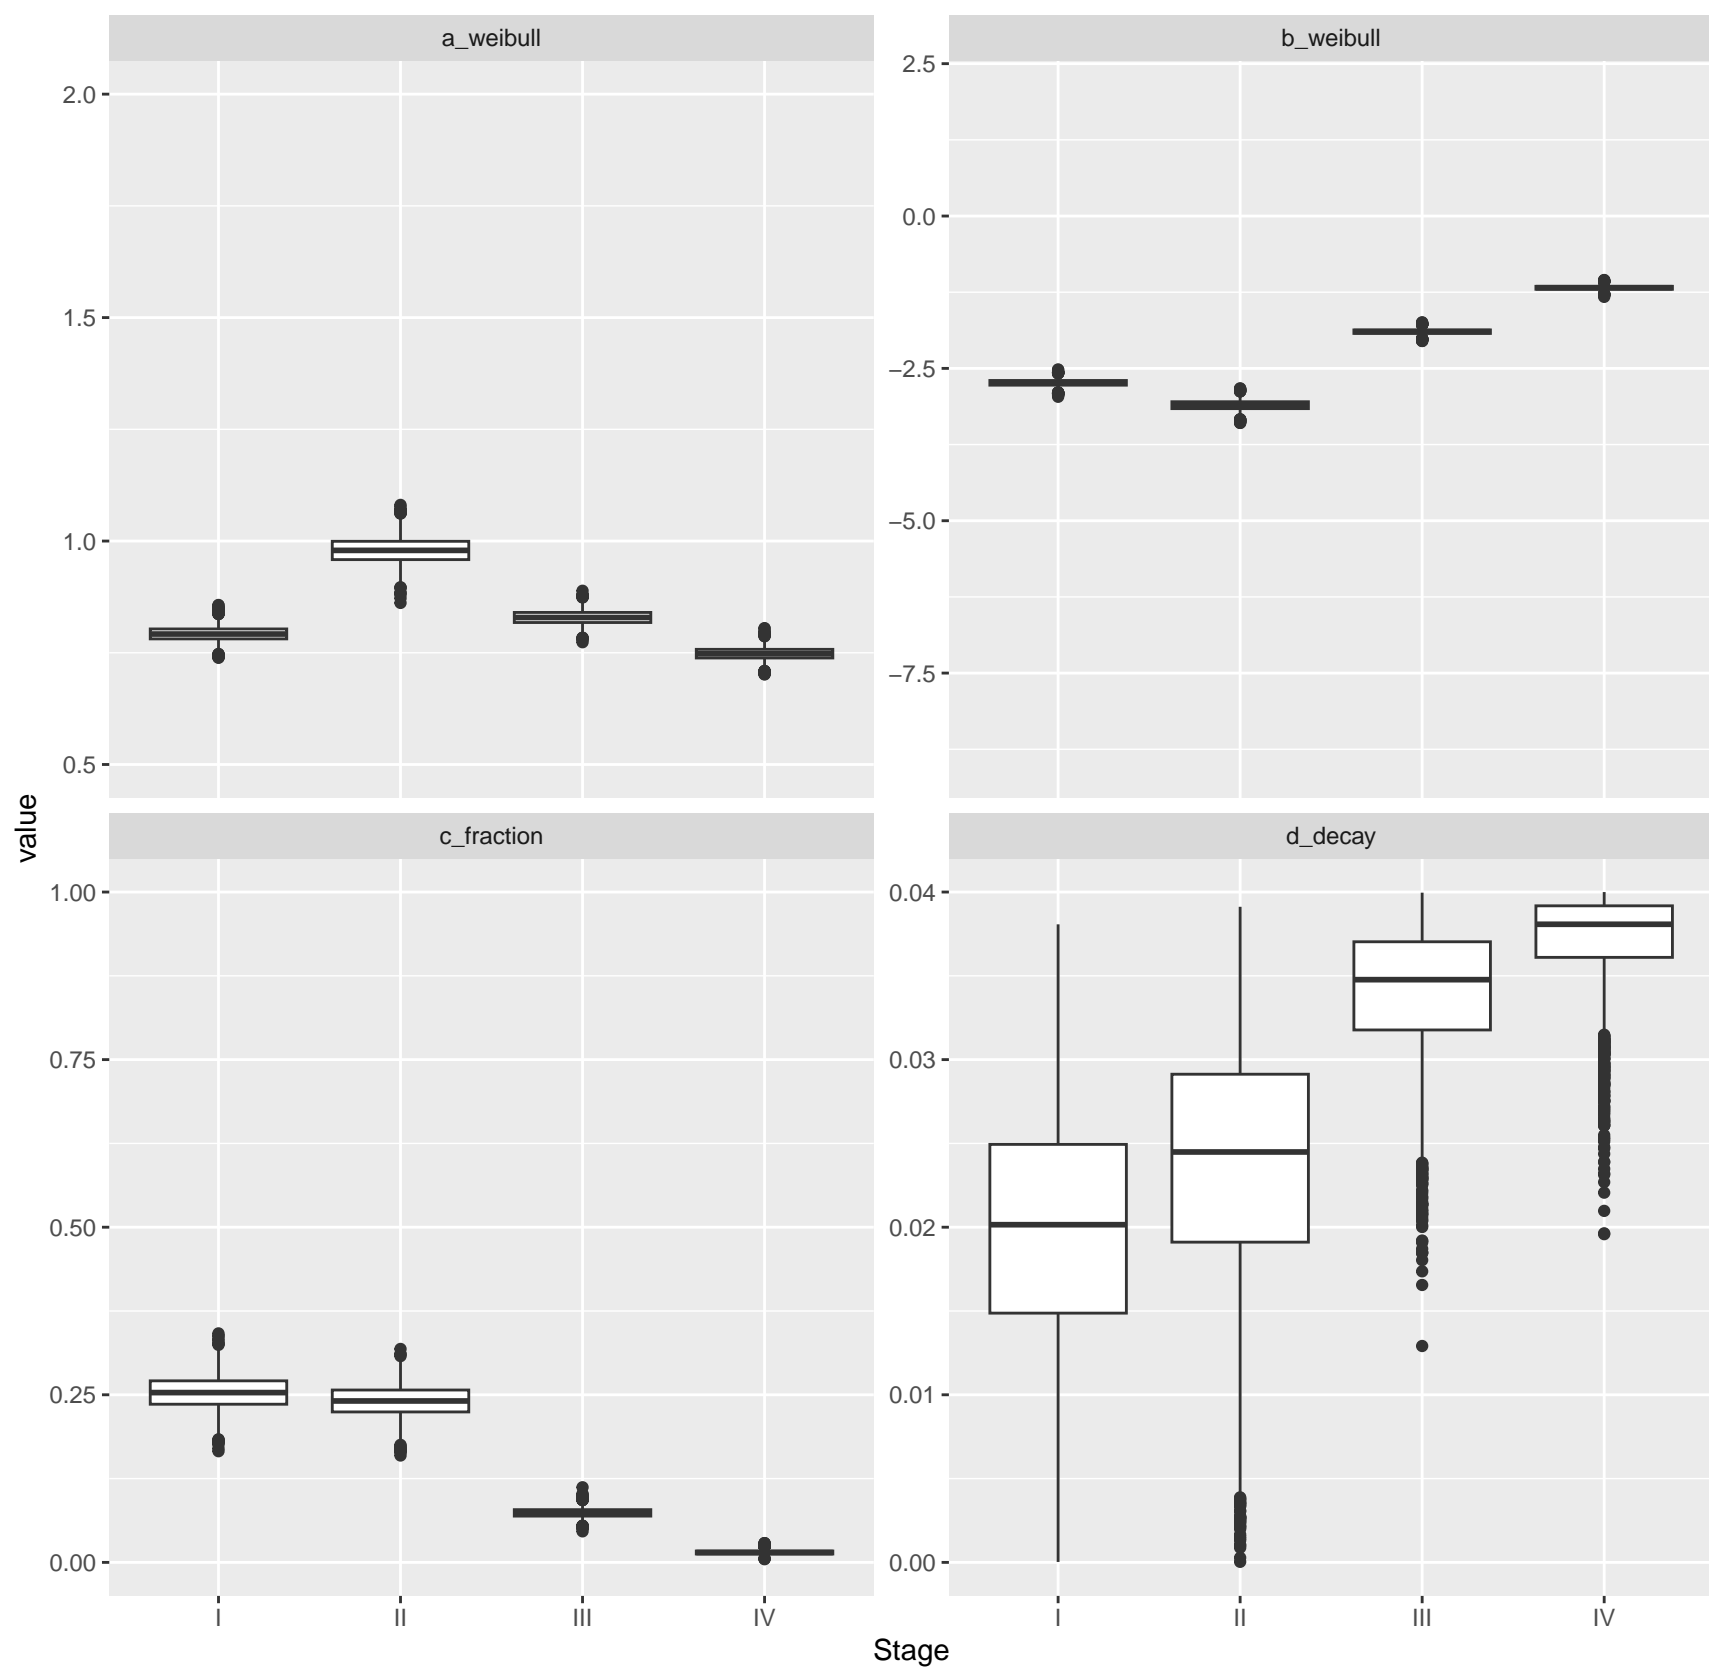 a_weibull
b_weibull
2.0
1.5
1.0
0.5
2.5
0.0
−2.5
−5.0
−7.5
value
c_fraction
d_decay
1.00
0.75
0.50
0.25
0.00
0.04
0.03
0.02
0.01
0.00
I II III IV
I II III IV
Stage